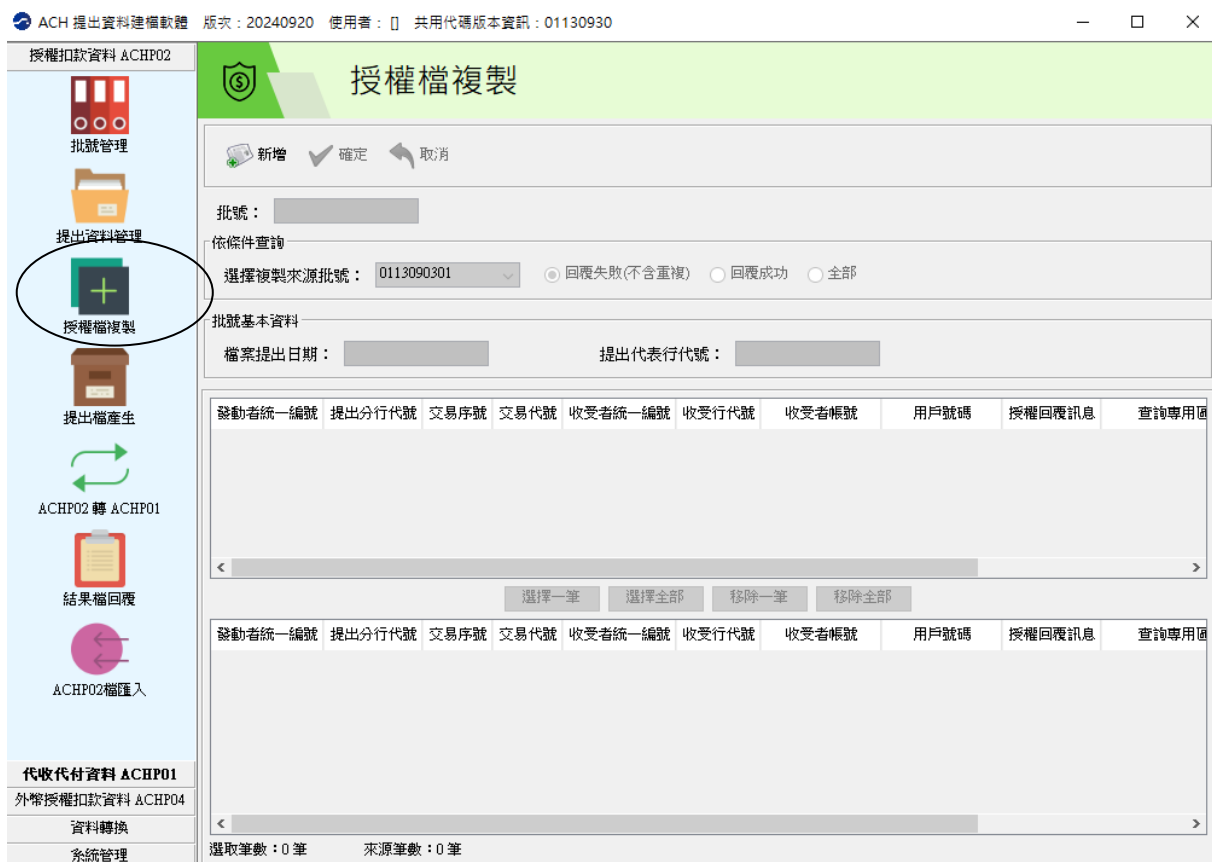 ACH 提出資料建檔軟體 版次：20240920 使用者：[] 共用代碼版本資訊：01130930
授權扣款資料 ACHP02
批號管理
提出資料管理
授權檔複製
提出檔產生
ACHP02 轉 ACHP01
結果檔回覆
ACHP02檔匯入
代收代付資料 ACHP01
外幣授權扣款資料 ACHP04
資料轉換
系統管理
授權檔複製
新增 確定 取消
批號：
依條件查詢
選擇複製來源批號： 0113090301 回覆失敗(不含重複) 回覆成功 全部
批號基本資料
檔案提出日期： 提出代表行代號：
發動者統一編號 提出分行代號 交易序號 交易代號 收受者統一編號 收受行代號 收受者帳號 用戶號碼 授權回覆訊息 查詢專用區
選擇一筆 選擇全部 移除一筆 移除全部
發動者統一編號 提出分行代號 交易序號 交易代號 收受者統一編號 收受行代號 收受者帳號 用戶號碼 授權回覆訊息 查詢專用區
選取筆數：0 筆 來源筆數：0 筆